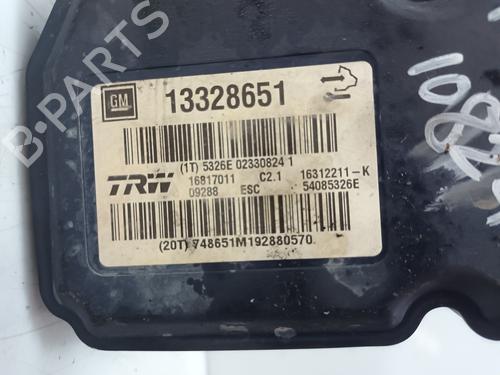 GM
13328651
(1T) 5326E 02330824 1
TRW
16817011 C2.1 16312211-K
09288 ESC 54085326E
(20T) 748651M192880570
B-PARTS